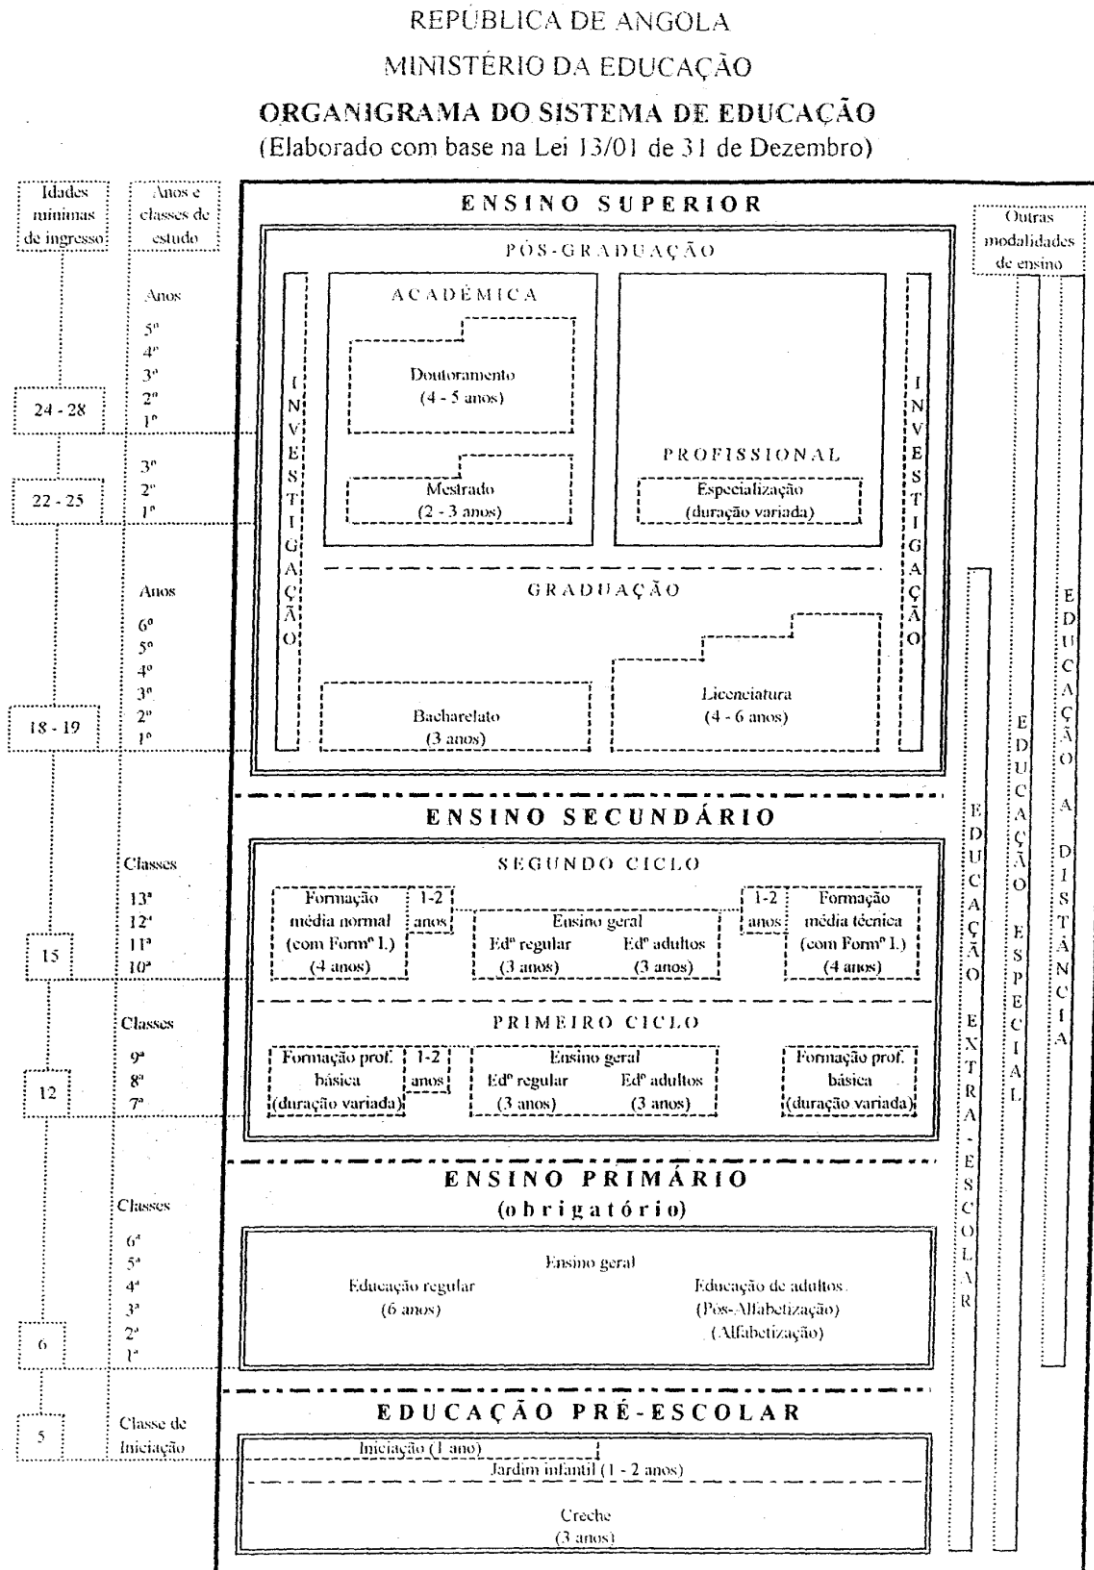 REPÚBLICA DE ANGOLA
MINISTÉRIO DA EDUCAÇÃO
ORGANIGRAMA DO SISTEMA DE EDUCAÇÃO
(Elaborado com base na Lei 13/01 de 31 de Dezembro)
Idades
mínimas
de ingresso
Anos e
classes de
estudo
Outras
modalidades
de ensino
ENSINO SUPERIOR
PÓS-GRADUAÇÃO
Anos
5º
4º
3º
2º
1º
24 - 28
INVESTIGAÇÃO
ACADÉMICA
Doutoramento
(4 - 5 anos)
3º
2º
1º
22 - 25
Mestrado
(2 - 3 anos)
PROFISSIONAL
Especialização
(duração variada)
INVESTIGAÇÃO
GRADUAÇÃO
Anos
6º
5º
4º
3º
2º
1º
18 - 19
Bacharelato
(3 anos)
Licenciatura
(4 - 6 anos)
ENSINO SECUNDÁRIO
SEGUNDO CICLO
Classes
13ª
12ª
11ª
10ª
15
Formação
média normal
(com Formº I.)
(4 anos)
1-2
anos
Ensino geral
Edº regular
(3 anos)
Edº adultos
(3 anos)
1-2
anos
Formação
média técnica
(com Formº I.)
(4 anos)
PRIMEIRO CICLO
Classes
9ª
8ª
7ª
12
Formação prof.
básica
(duração variada)
1-2
anos
Ensino geral
Edº regular
(3 anos)
Edº adultos
(3 anos)
Formação prof.
básica
(duração variada)
ENSINO PRIMÁRIO
(obrigatório)
Classes
6ª
5ª
4ª
3ª
2ª
1ª
6
Ensino geral
Educação regular
(6 anos)
Educação de adultos
(Pós-Alfabetização)
(Alfabetização)
EDUCAÇÃO PRÉ-ESCOLAR
5
Classe de
Iniciação
Iniciação (1 ano)
Jardim infantil (1 - 2 anos)
Creche
(3 anos)
EDUCAÇÃO EXTRA-ESCOLAR
EDUCAÇÃO ESPECIAL
EDUCAÇÃO A DISTÂNCIA